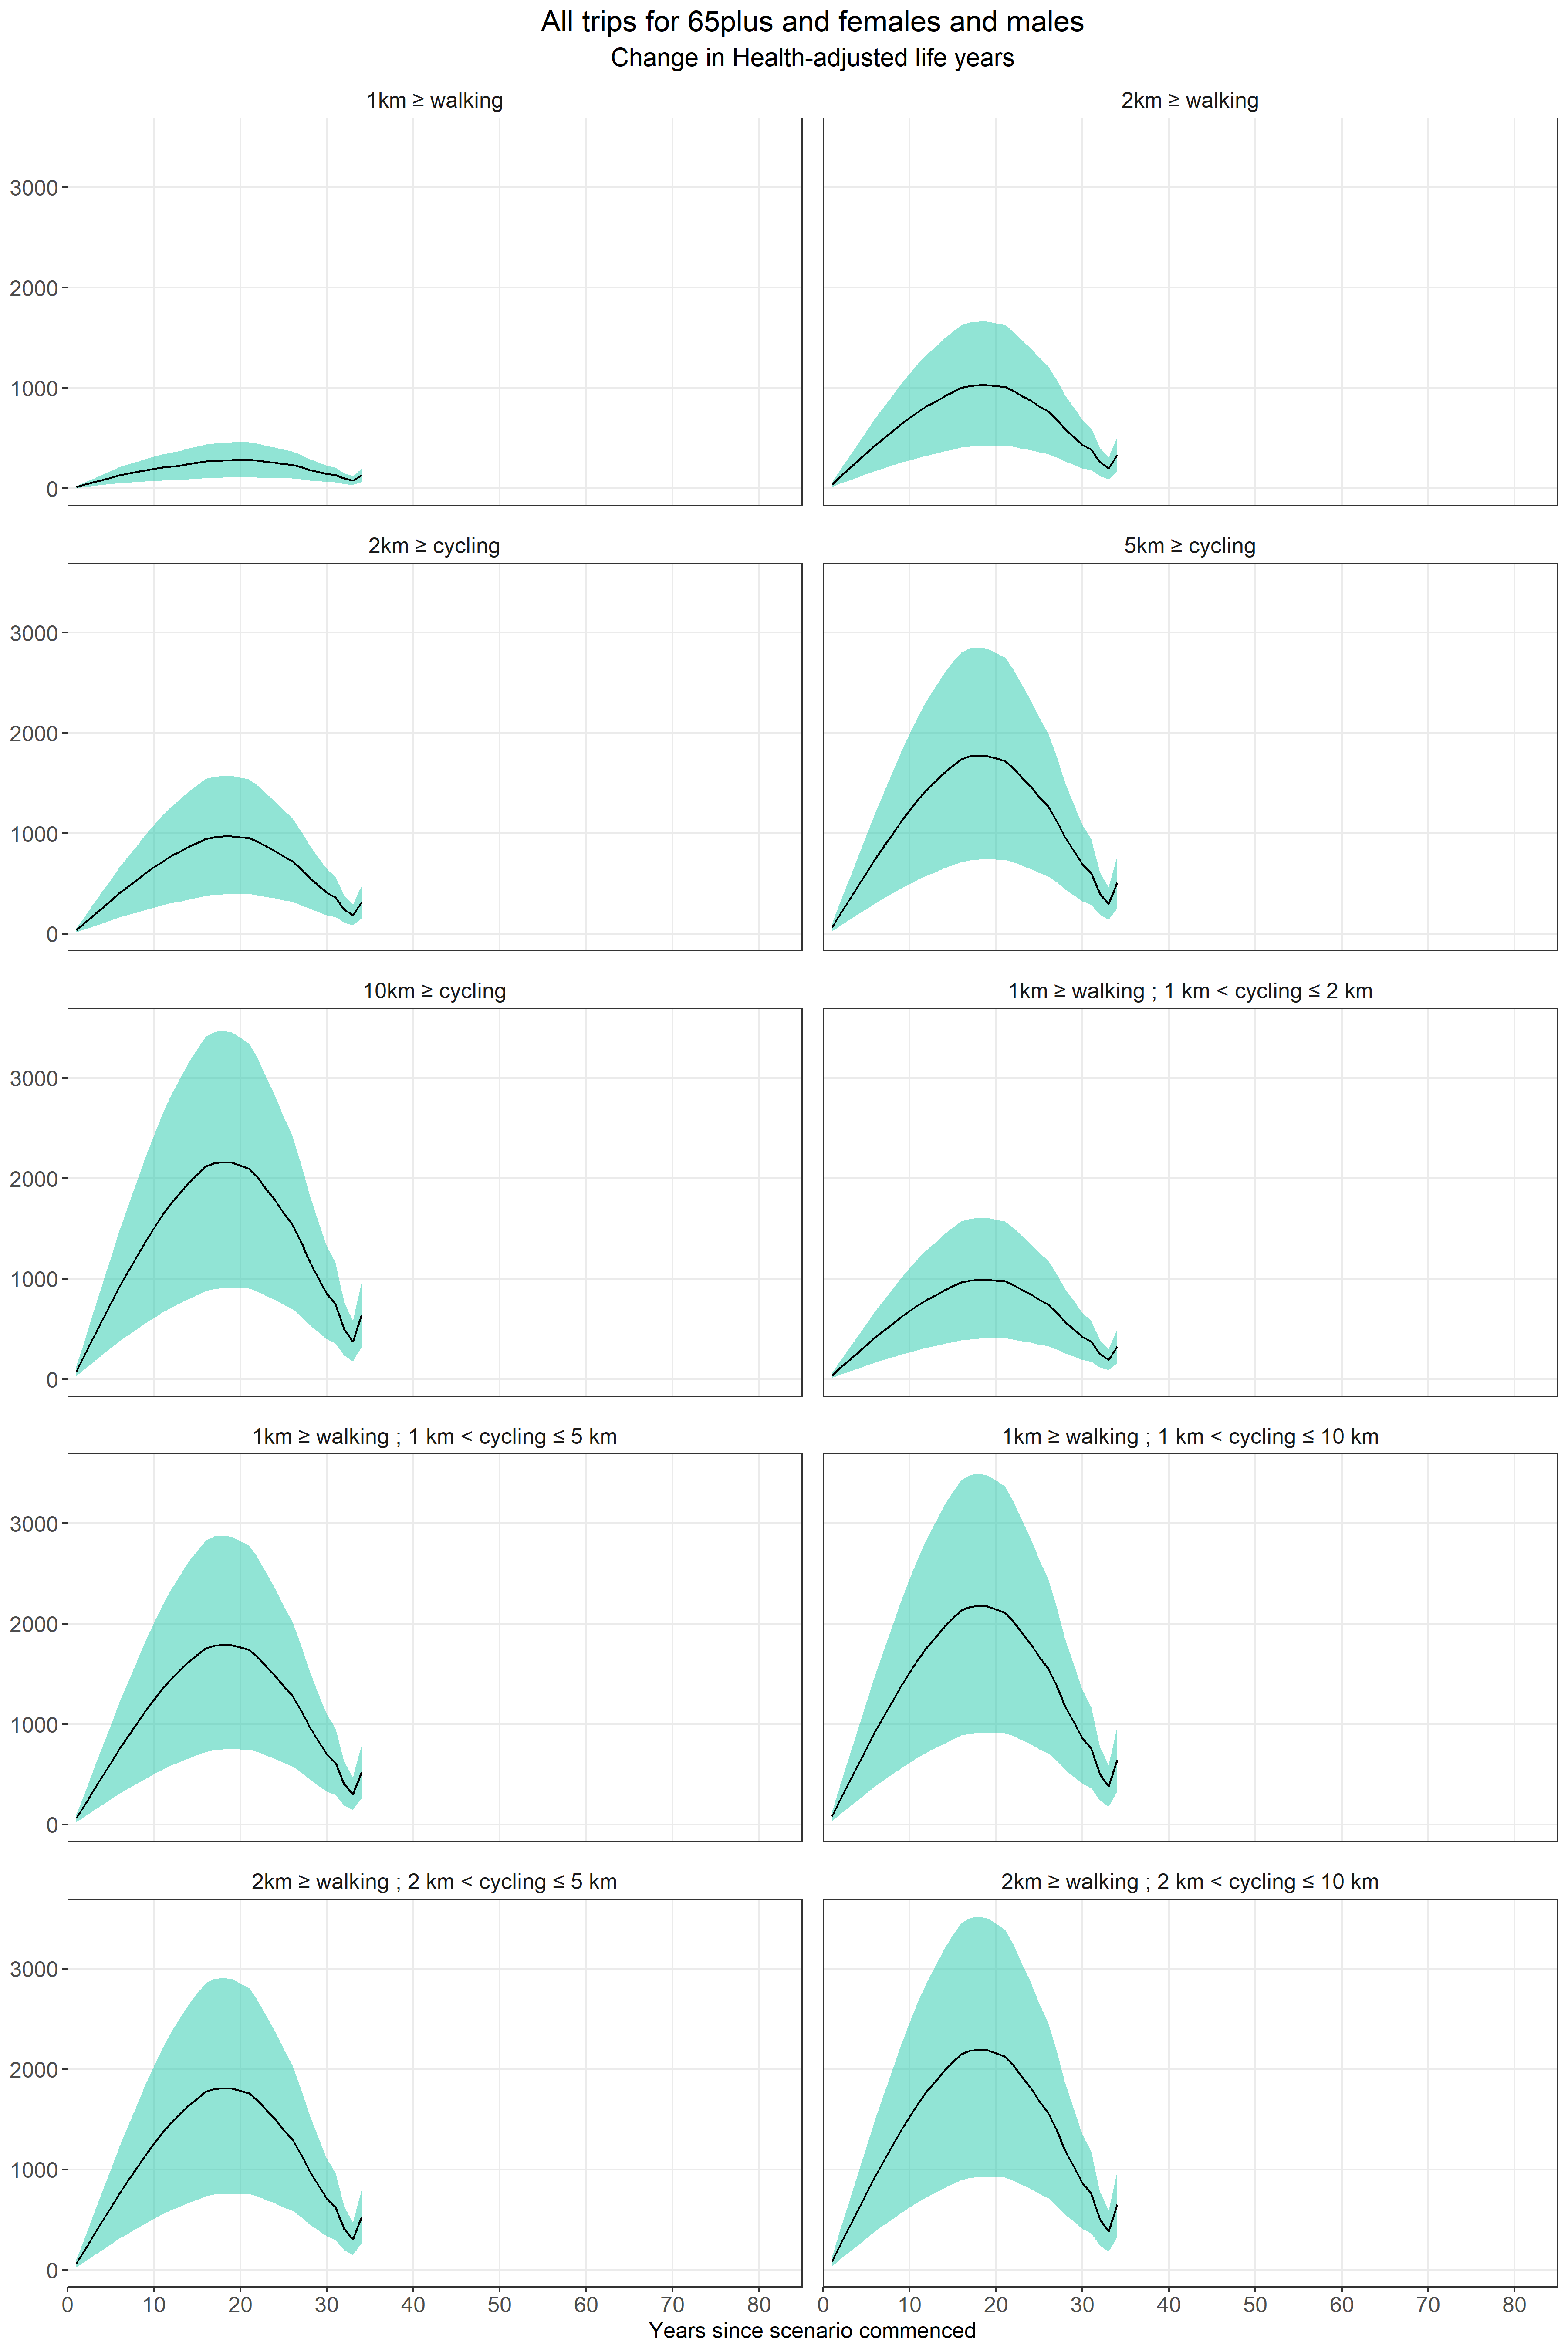 All trips for 65plus and females and males
Change in Health-adjusted life years
1km ≥ walking
2km ≥ walking
3000
2000
1000
0
2km ≥ cycling
5km ≥ cycling
3000
2000
1000
0
10km ≥ cycling
1km ≥ walking ; 1 km < cycling ≤ 2 km
3000
2000
1000
0
1km ≥ walking ; 1 km < cycling ≤ 5 km
1km ≥ walking ; 1 km < cycling ≤ 10 km
3000
2000
1000
0
2km ≥ walking ; 2 km < cycling ≤ 5 km
2km ≥ walking ; 2 km < cycling ≤ 10 km
3000
2000
1000
0
0 10 20 30 40 50 60 70 80
0 10 20 30 40 50 60 70 80
Years since scenario commenced